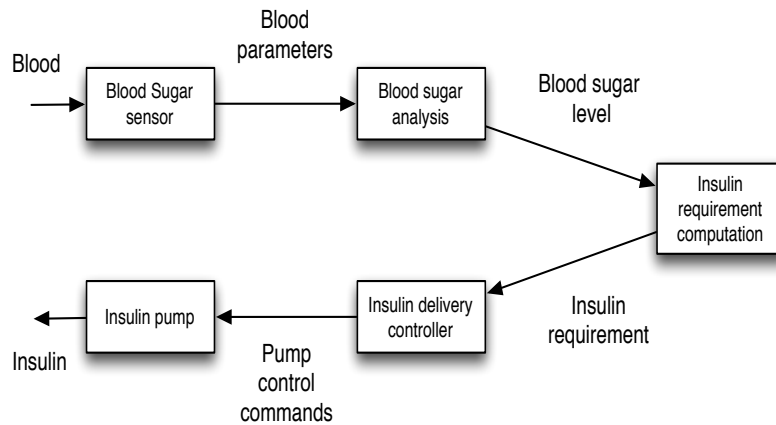 Blood
Blood Sugar
sensor
Blood
parameters
Blood sugar
analysis
Blood sugar
level
Insulin
requirement
computation
Insulin
requirement
Insulin delivery
controller
Pump
control
commands
Insulin pump
Insulin